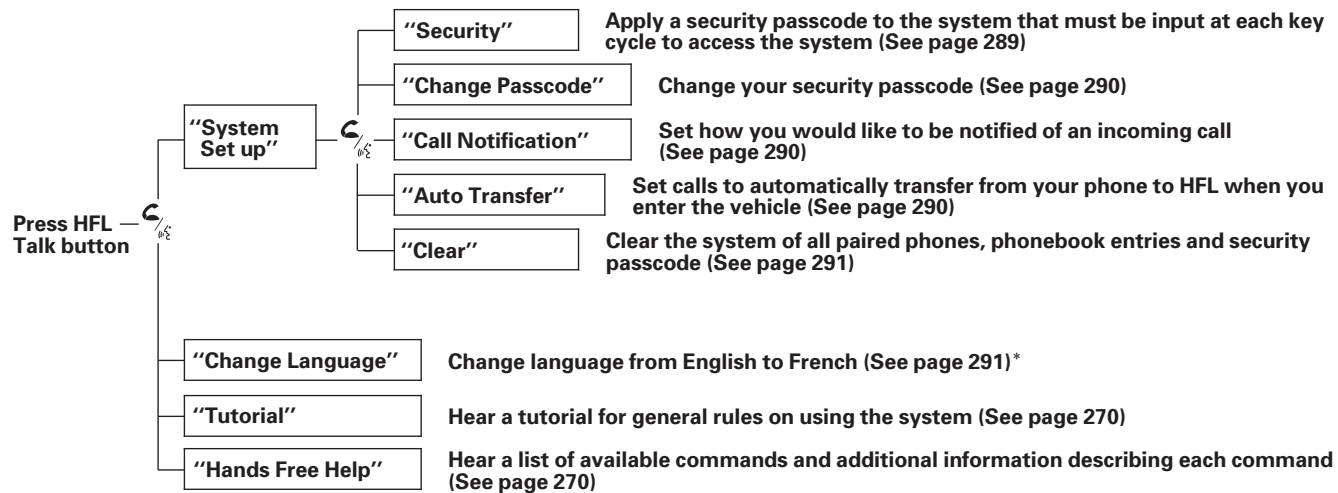 "Security"
Apply a security passcode to the system that must be input at each key
cycle to access the system (See page 289)
"Change Passcode"
Change your security passcode (See page 290)
"System
Set up"
"Call Notification"
Set how you would like to be notified of an incoming call
(See page 290)
"Auto Transfer"
Set calls to automatically transfer from your phone to HFL when you
enter the vehicle (See page 290)
Press HFL
Talk button
"Clear"
Clear the system of all paired phones, phonebook entries and security
passcode (See page 291)
"Change Language"
Change language from English to French (See page 291)*
"Tutorial"
Hear a tutorial for general rules on using the system (See page 270)
"Hands Free Help"
Hear a list of available commands and additional information describing each command
(See page 270)